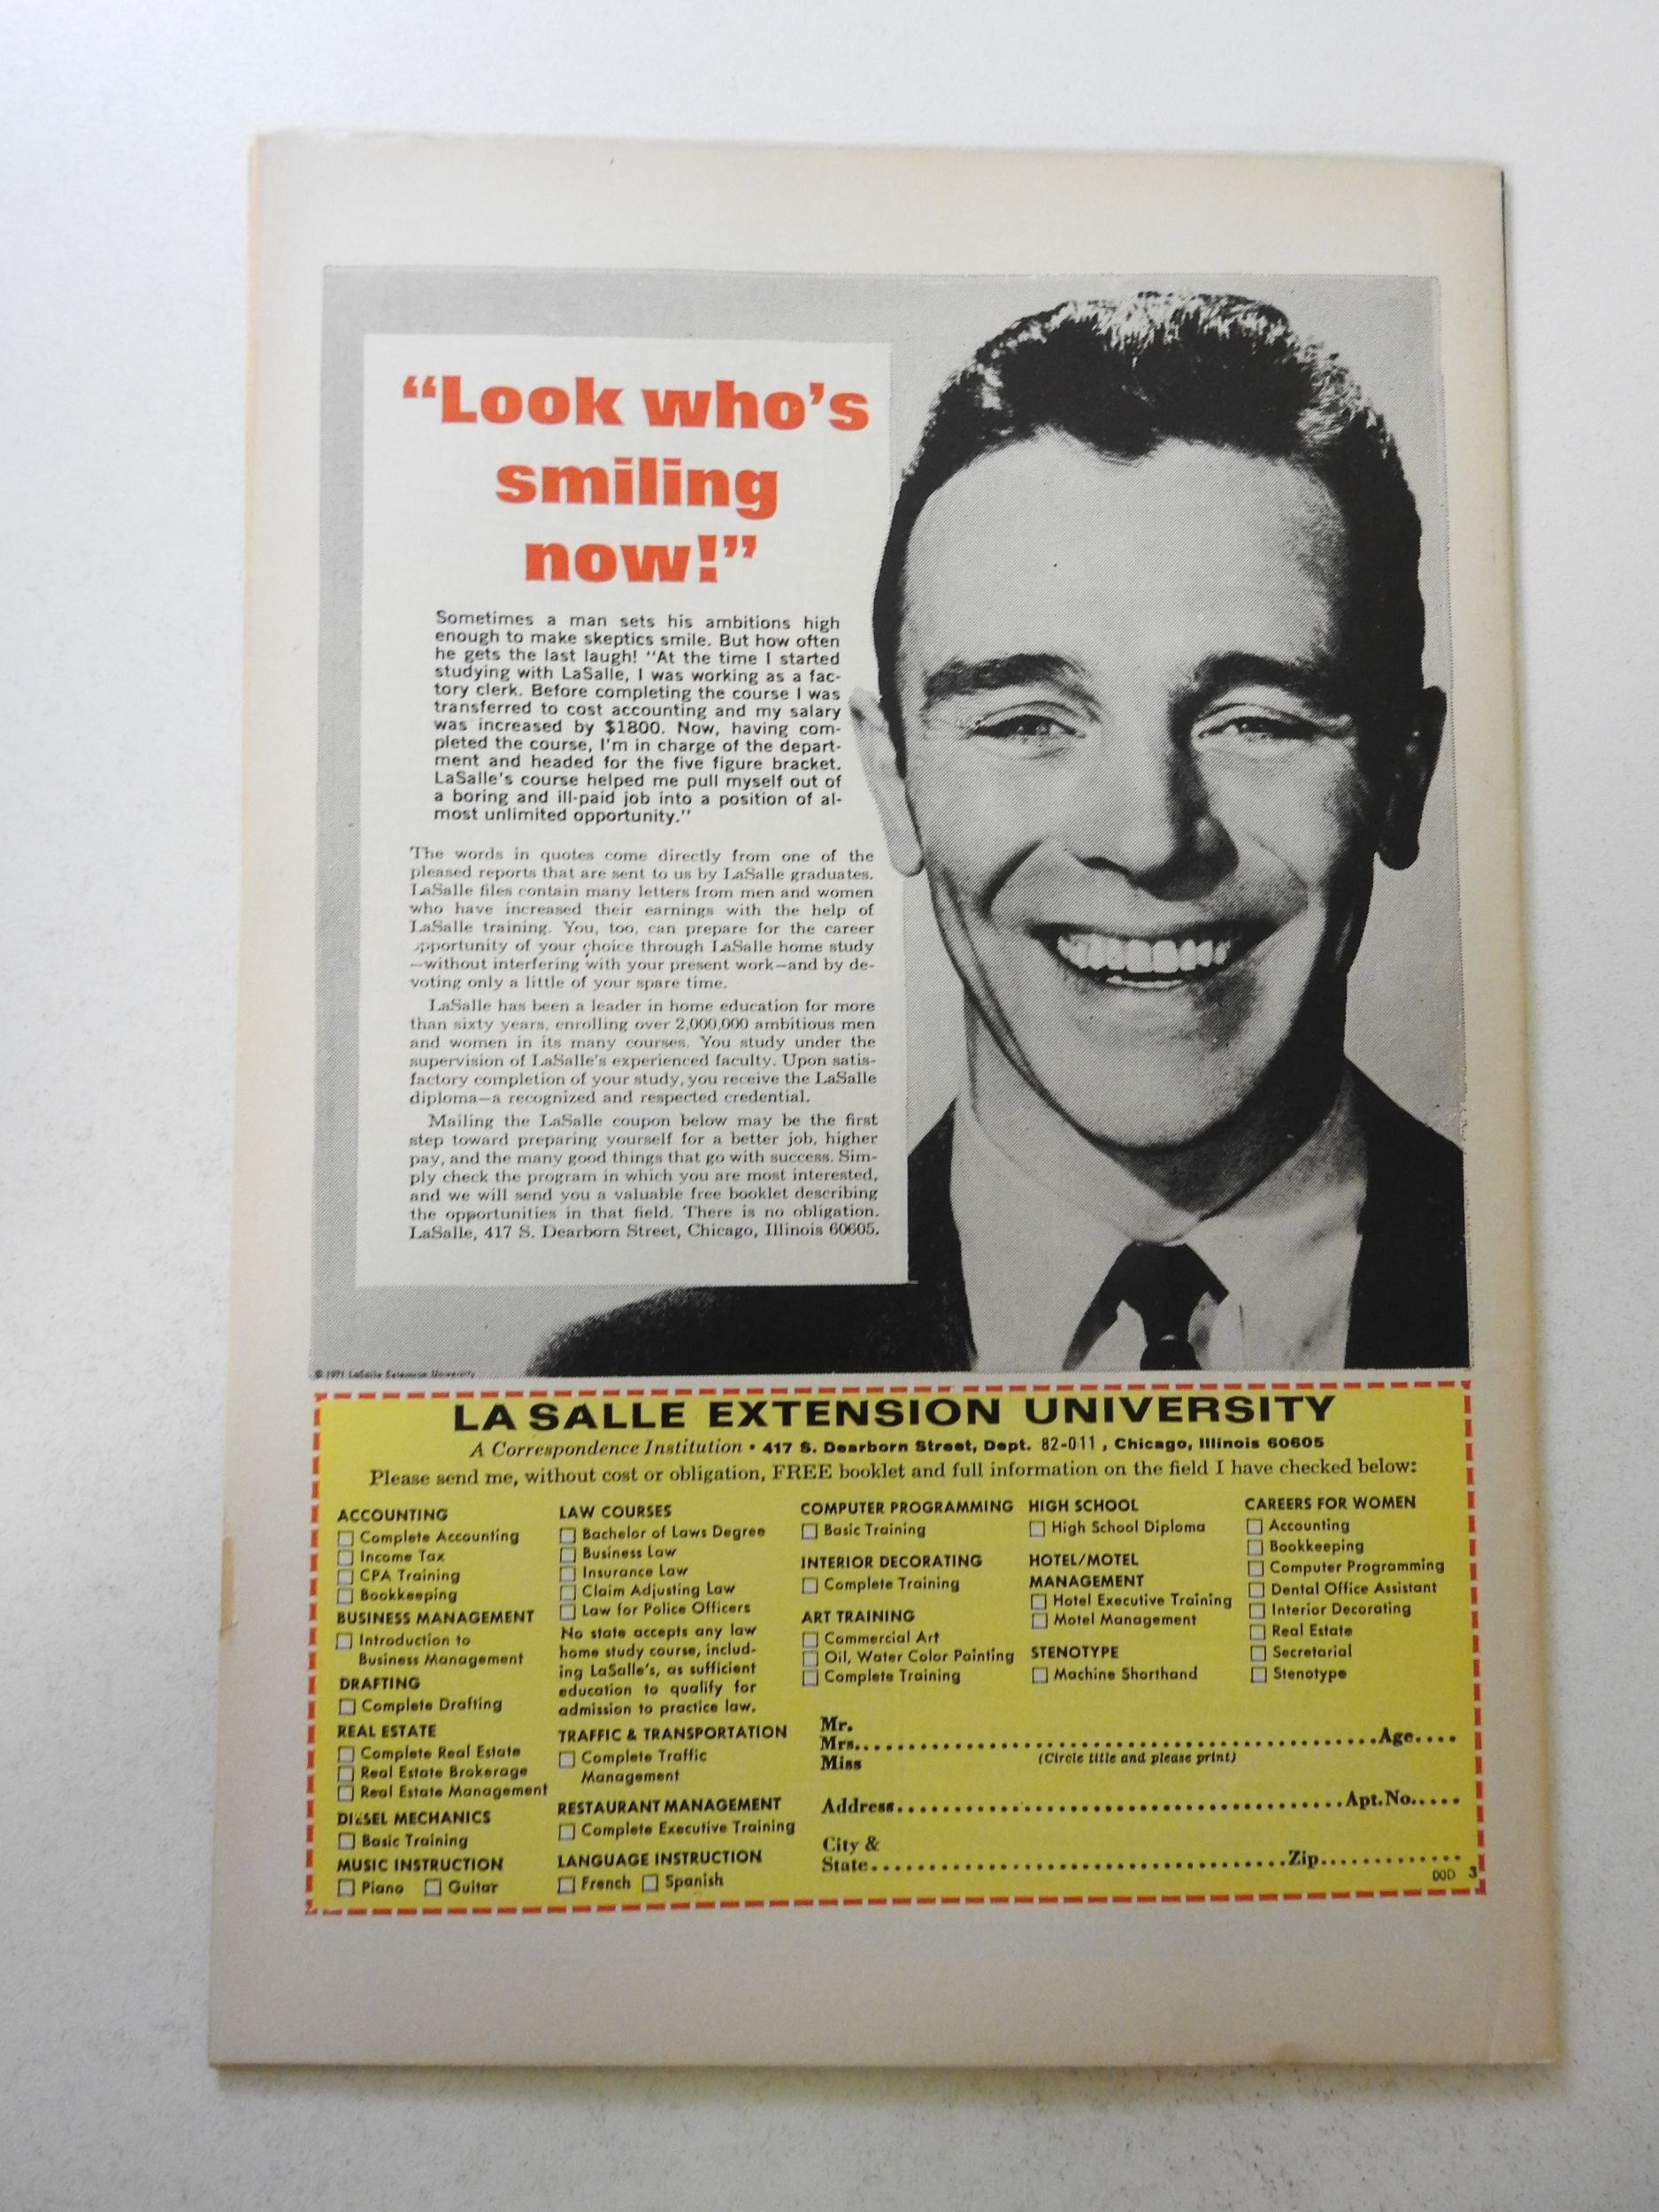 “Look who’s
smiling
now!”
Sometimes a man sets his ambitions high
enough to make skeptics smile. But how often
he gets the last laugh! “At the time I started
studying with LaSalle, I was working as a fac-
tory clerk. Before completing the course I was
transferred to cost accounting and my salary
was increased by $1800. Now, having com-
pleted the course, I’m in charge of the depart-
ment and headed for the five figure bracket.
LaSalle’s course helped me pull myself out of
a boring and ill-paid job into a position of al-
most unlimited opportunity.”
The words in quotes come directly from one of the
pleased reports that are sent to us by LaSalle graduates.
LaSalle files contain many letters from men and women
who have increased their earnings with the help of
LaSalle training. You, too, can prepare for the career
opportunity of your choice through LaSalle home study
—without interfering with your present work—and by de-
voting only a little of your spare time.
LaSalle has been a leader in home education for more
than sixty years, enrolling over 2,000,000 ambitious men
and women in its many courses. You study under the
supervision of LaSalle’s experienced faculty. Upon satis-
factory completion of your study, you receive the LaSalle
diploma—a recognized and respected credential.
Mailing the LaSalle coupon below may be the first
step toward preparing yourself for a better job, higher
pay, and the many good things that go with success. Sim-
ply check the program in which you are most interested,
and we will send you a valuable free booklet describing
the opportunities in that field. There is no obligation.
LaSalle, 417 S. Dearborn Street, Chicago, Illinois 60605.
© 1971 LaSalle Extension University
LA SALLE EXTENSION UNIVERSITY
A Correspondence Institution • 417 S. Dearborn Street, Dept. 82-011, Chicago, Illinois 60605
Please send me, without cost or obligation, FREE booklet and full information on the field I have checked below:
ACCOUNTING
Complete Accounting
Income Tax
CPA Training
Bookkeeping
BUSINESS MANAGEMENT
Introduction to
Business Management
DRAFTING
Complete Drafting
REAL ESTATE
Complete Real Estate
Real Estate Brokerage
Real Estate Management
DIESEL MECHANICS
Basic Training
MUSIC INSTRUCTION
Piano Guitar
LAW COURSES
Bachelor of Laws Degree
Business Law
Insurance Law
Claim Adjusting Law
Law for Police Officers
No state accepts any law
home study course, includ-
ing LaSalle’s, as sufficient
education to qualify for
admission to practice law.
TRAFFIC & TRANSPORTATION
Complete Traffic
Management
RESTAURANT MANAGEMENT
Complete Executive Training
LANGUAGE INSTRUCTION
French Spanish
COMPUTER PROGRAMMING
Basic Training
INTERIOR DECORATING
Complete Training
ART TRAINING
Commercial Art
Oil, Water Color Painting
Complete Training
HIGH SCHOOL
High School Diploma
HOTEL/MOTEL
MANAGEMENT
Hotel Executive Training
Motel Management
STENOTYPE
Machine Shorthand
CAREERS FOR WOMEN
Accounting
Bookkeeping
Computer Programming
Dental Office Assistant
Interior Decorating
Real Estate
Secretarial
Stenotype
Mr.
Mrs. Age
Miss (Circle title and please print)
Address Apt.No.
City &
State Zip
00D 3